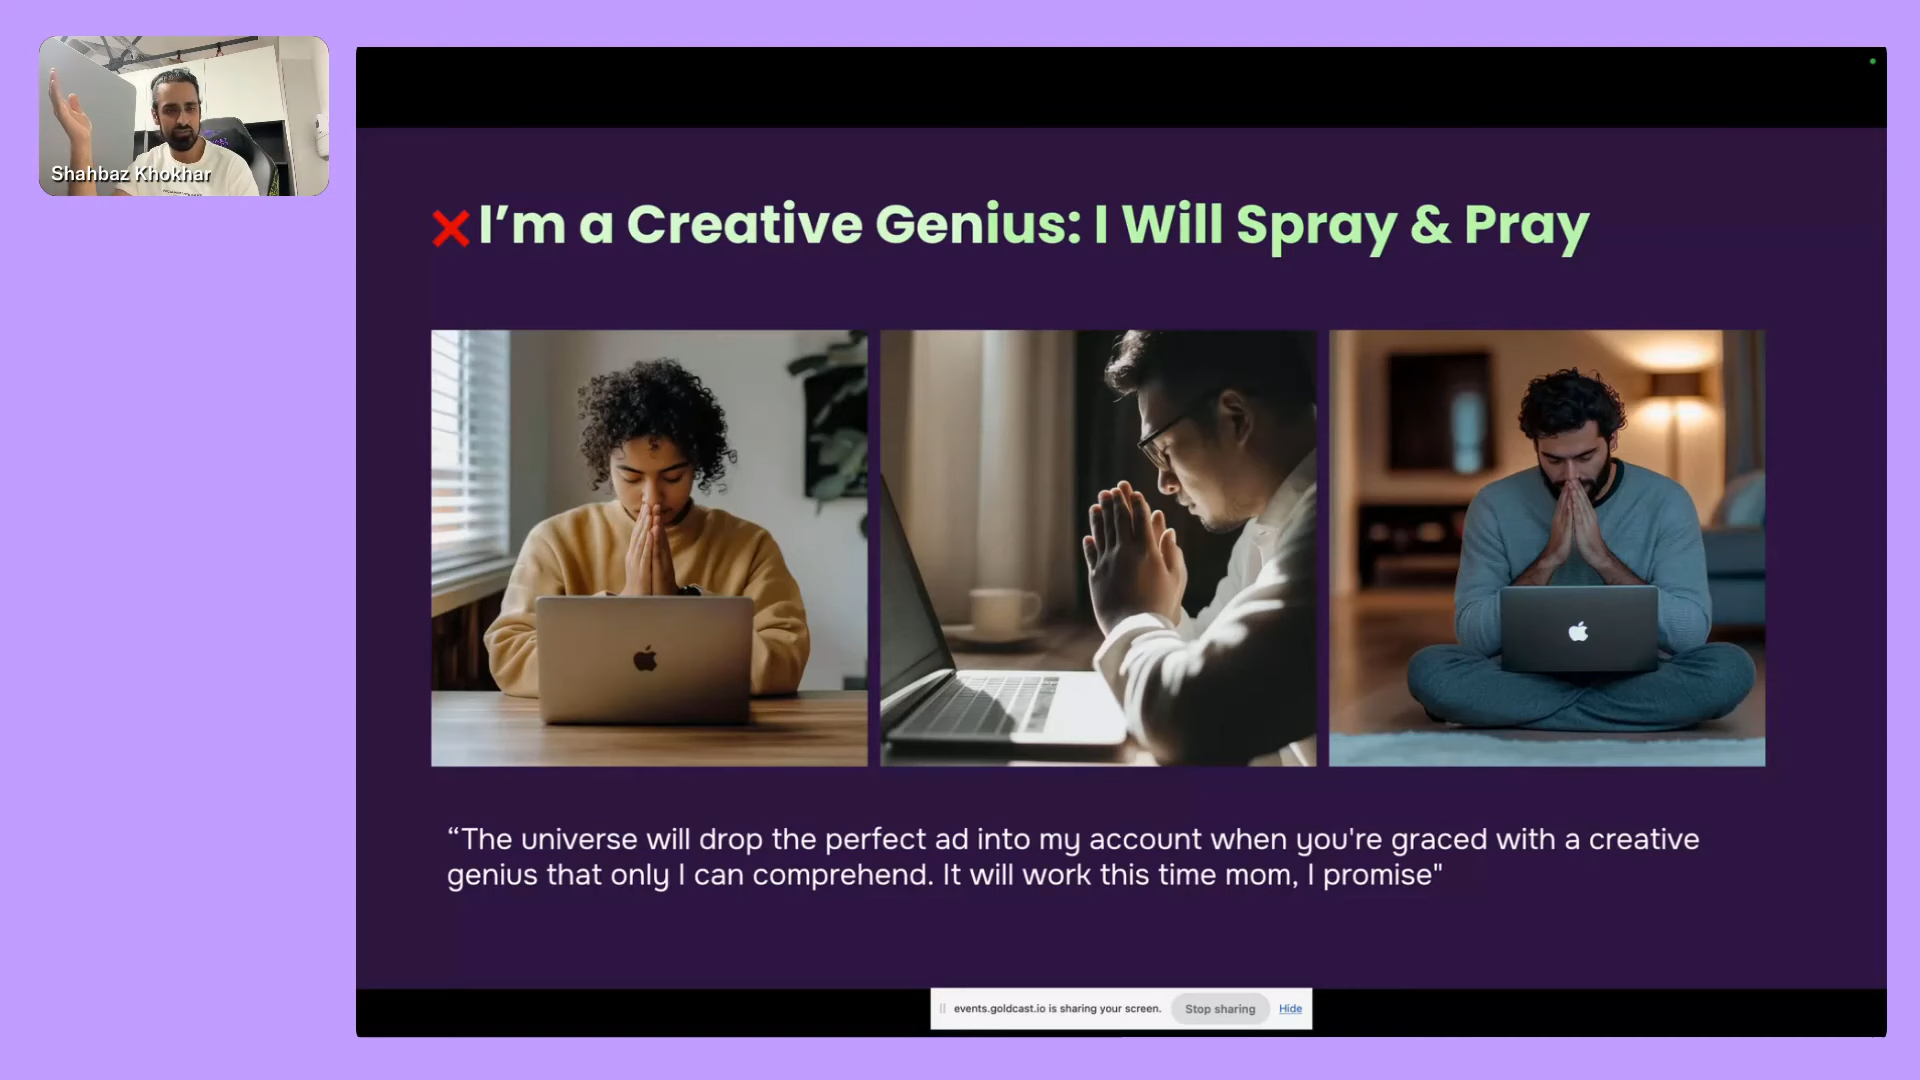 Shahbaz Khokhar
❌ I’m a Creative Genius: I Will Spray & Pray
“The universe will drop the perfect ad into my account when you're graced with a creative
genius that only I can comprehend. It will work this time mom, I promise"
events.goldcast.io is sharing your screen. Stop sharing Hide